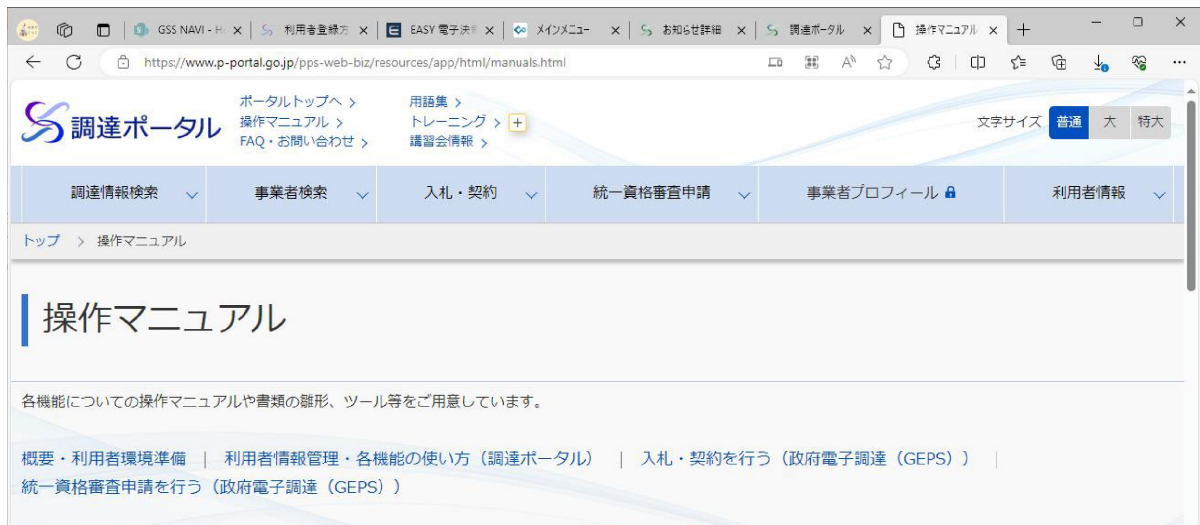 GSS NAVI - H
利用者登録方
EASY 電子決
メインメニュー
お知らせ詳細
調達ポータル
操作マニュアル
https://www.p-portal.go.jp/pps-web-biz/resources/app/html/manuals.html
調達ポータル
ポータルトップへ >
操作マニュアル >
FAQ・お問い合わせ >
用語集 >
トレーニング >
講習会情報 >
文字サイズ 普通 大 特大
調達情報検索 事業者検索 入札・契約 統一資格審査申請 事業者プロフィール 利用者情報
トップ > 操作マニュアル
操作マニュアル
各機能についての操作マニュアルや書類の雛形、ツール等をご用意しています。
概要・利用者環境準備 | 利用者情報管理・各機能の使い方（調達ポータル） | 入札・契約を行う（政府電子調達（GEPS）） |
統一資格審査申請を行う（政府電子調達（GEPS））